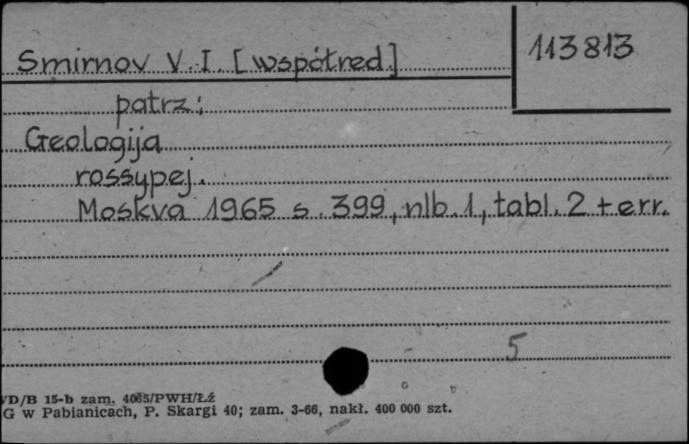 113813
Smirnov V. I. [współred.]
patrz:
Geologija
rossypej.
Moskva 1965 s. 399, nlb. 1, tabl. 2 + err.
5
VD/B 15-b zam. 4065/PWH/Łź
G w Pabianicach, P. Skargi 40; zam. 3-66, nakł. 400 000 szt.